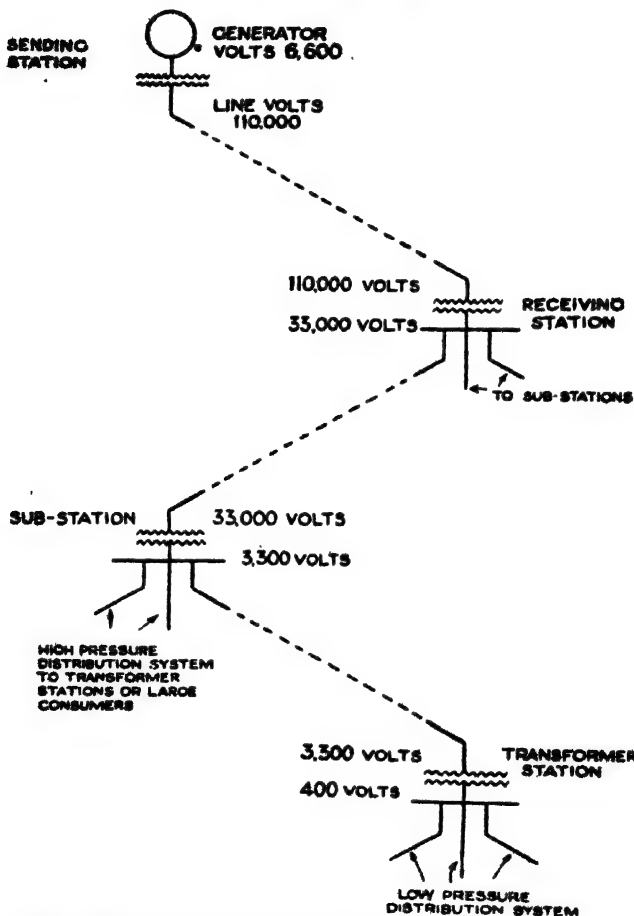 SENDING
STATION
GENERATOR
VOLTS 6,600
LINE VOLTS
110,000
110,000 VOLTS
33,000 VOLTS
RECEIVING
STATION
TO SUB-STATIONS
SUB-STATION
33,000 VOLTS
3,300 VOLTS
HIGH PRESSURE
DISTRIBUTION SYSTEM
TO TRANSFORMER
STATIONS OR LARGE
CONSUMERS
3,300 VOLTS
400 VOLTS
TRANSFORMER
STATION
LOW PRESSURE
DISTRIBUTION SYSTEM